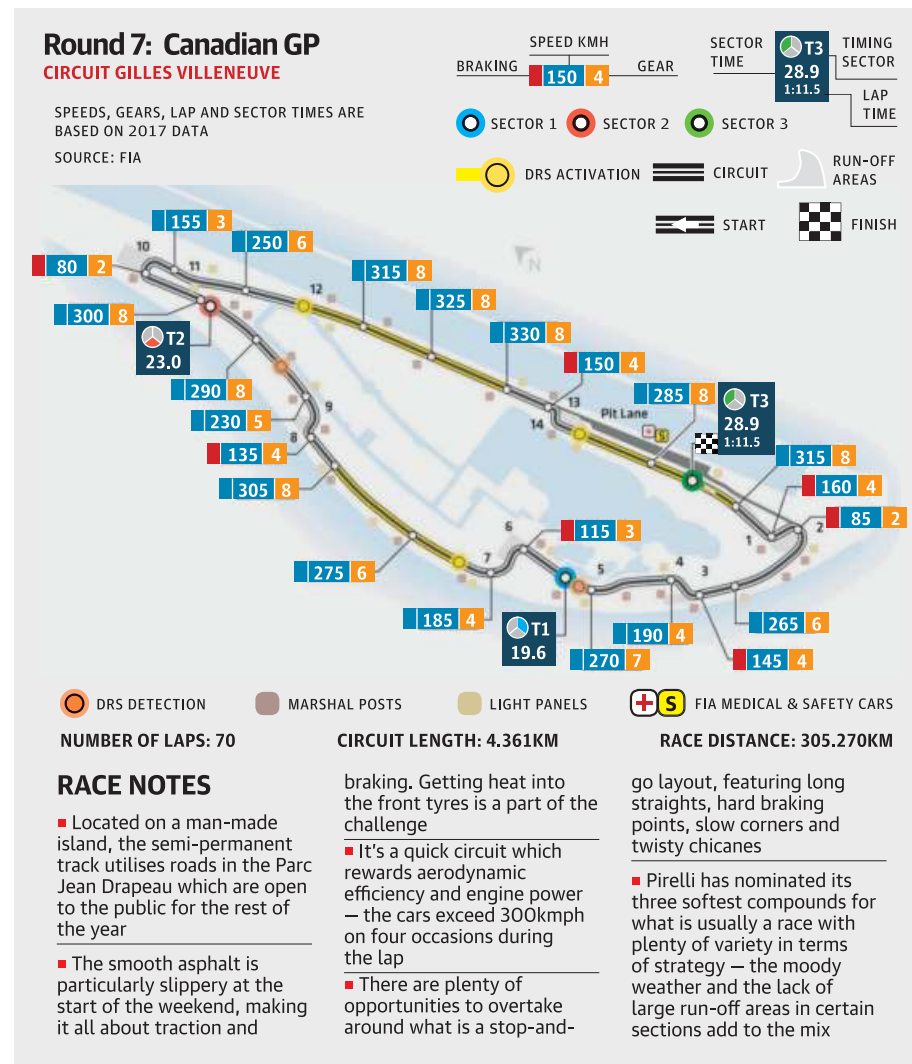 Round 7: Canadian GP
CIRCUIT GILLES VILLENEUVE
SPEEDS, GEARS, LAP AND SECTOR TIMES ARE
BASED ON 2017 DATA
SOURCE: FIA
SPEED KMH
BRAKING
150 4
GEAR
SECTOR
TIME
T3
28.9
1:11.5
TIMING
SECTOR
LAP
TIME
SECTOR 1
SECTOR 2
SECTOR 3
DRS ACTIVATION
CIRCUIT
RUN-OFF
AREAS
START
FINISH
N
155 3
250 6
10
11
80 2
315 8
12
325 8
300 8
T2
23.0
330 8
150 4
290 8
285 8
T3
28.9
1:11.5
13
Pit Lane
14
S
230 5
9
8
135 4
315 8
305 8
160 4
85 2
2
1
6
115 3
7
5
4
3
275 6
185 4
T1
19.6
190 4
265 6
270 7
145 4
DRS DETECTION
MARSHAL POSTS
LIGHT PANELS
S
FIA MEDICAL & SAFETY CARS
NUMBER OF LAPS: 70
CIRCUIT LENGTH: 4.361KM
RACE DISTANCE: 305.270KM
RACE NOTES
Located on a man-made
island, the semi-permanent
track utilises roads in the Parc
Jean Drapeau which are open
to the public for the rest of
the year
The smooth asphalt is
particularly slippery at the
start of the weekend, making
it all about traction and
braking. Getting heat into
the front tyres is a part of the
challenge
It's a quick circuit which
rewards aerodynamic
efficiency and engine power
— the cars exceed 300kmph
on four occasions during
the lap
There are plenty of
opportunities to overtake
around what is a stop-and-
go layout, featuring long
straights, hard braking
points, slow corners and
twisty chicanes
Pirelli has nominated its
three softest compounds for
what is usually a race with
plenty of variety in terms
of strategy — the moody
weather and the lack of
large run-off areas in certain
sections add to the mix